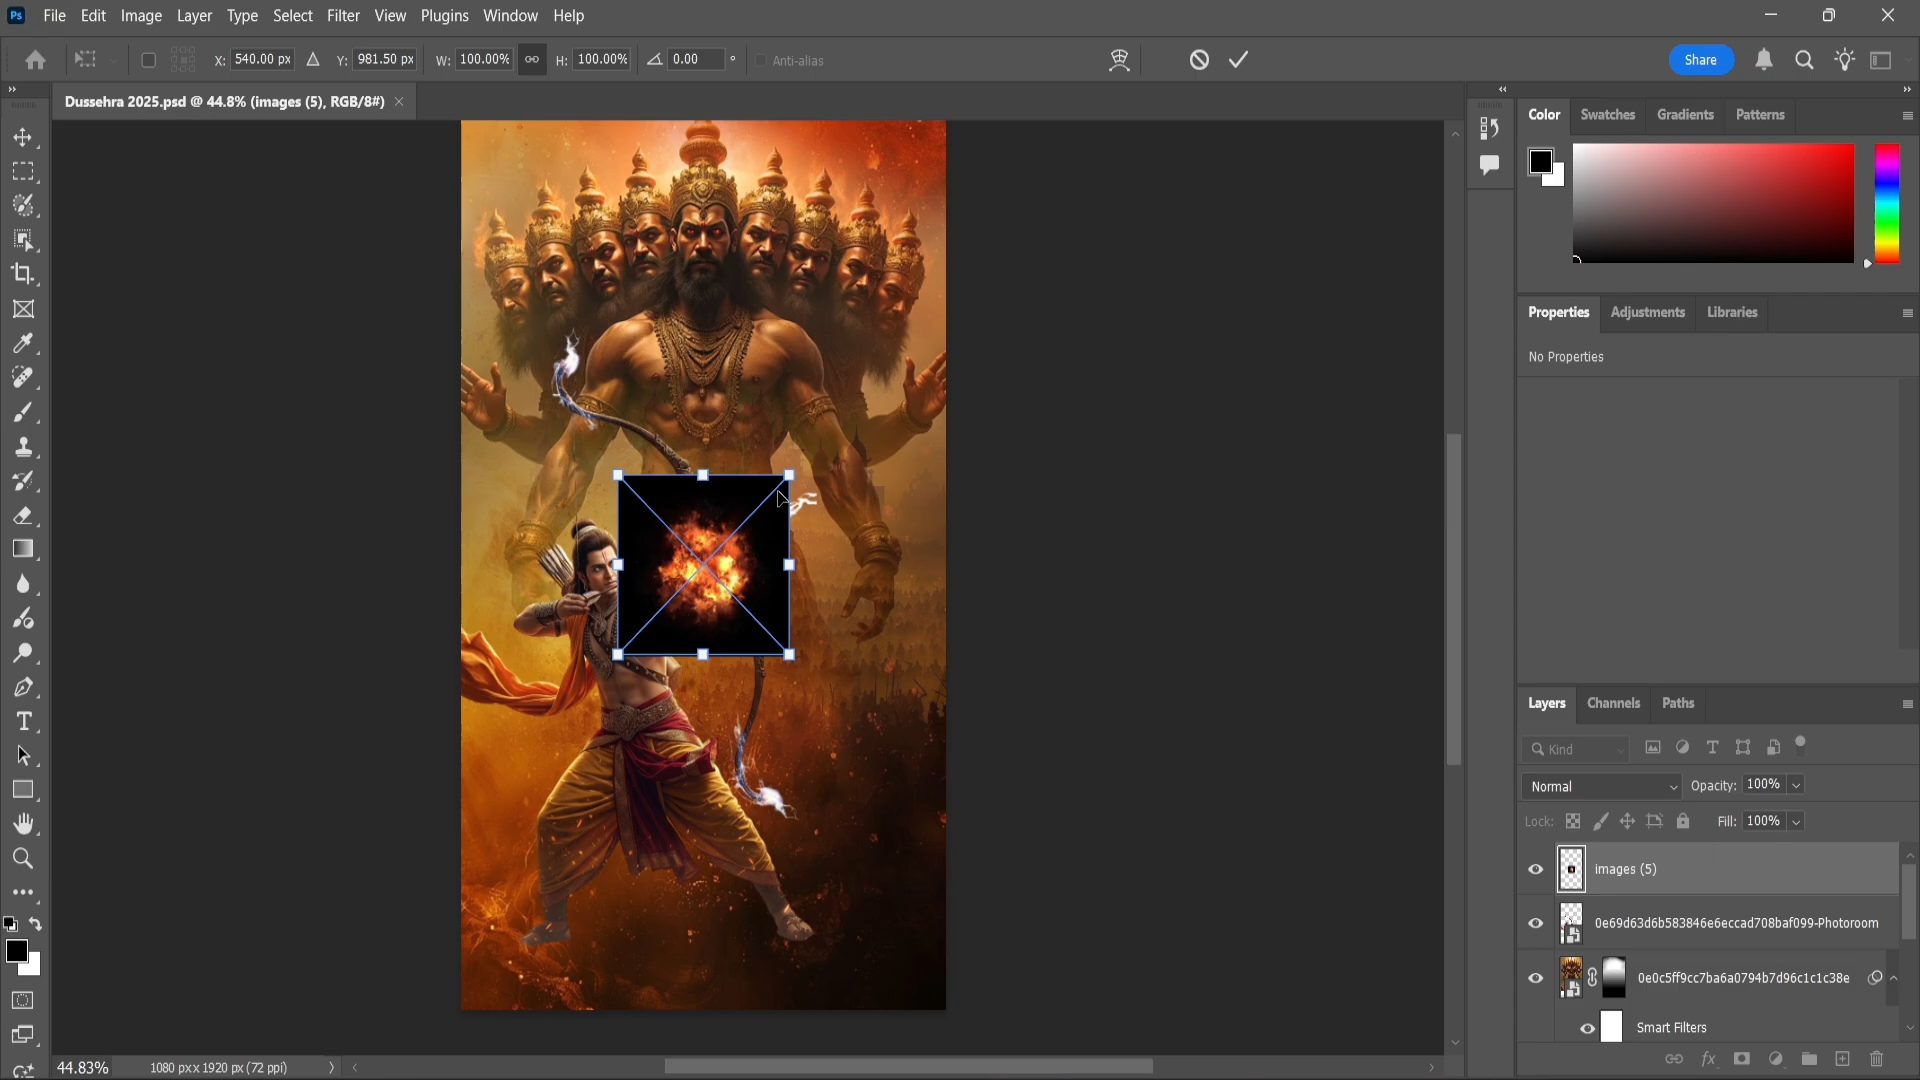 Ps File Edit Image Layer Type Select Filter View Plugins Window Help
X: 540.00 px Y: 981.50 px W: 100.00% H: 100.00% 0.00 ° Anti-alias Share
Dussehra 2025.psd @ 44.8% (images (5), RGB/8#)
Color Swatches Gradients Patterns
Properties Adjustments Libraries
No Properties
Layers Channels Paths
Kind
Normal Opacity: 100%
Lock: Fill: 100%
images (5)
0e69d63d6b583846e6eccad708baf099-Photoroom
0e0c5ff9cc7ba6a0794b7d96c1c1c38e
Smart Filters
44.83% 1080 px x 1920 px (72 ppi)